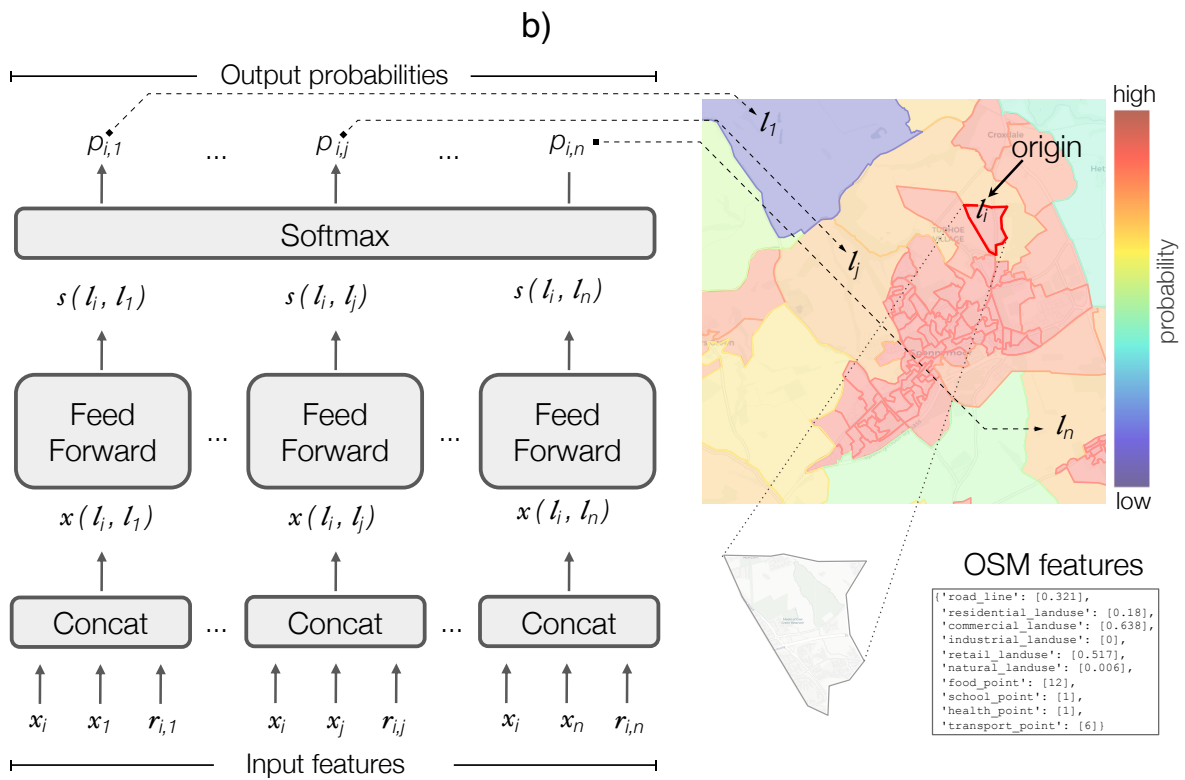 b)
Output probabilities
p_{i,1} ... p_{i,j} ... p_{i,n}
Softmax
s(l_i, l_1) s(l_i, l_j) s(l_i, l_n)
Feed Forward ... Feed Forward ... Feed Forward
x(l_i, l_1) x(l_i, l_j) x(l_i, l_n)
Concat ... Concat ... Concat
x_i x_1 r_{i,1} x_i x_j r_{i,j} x_i x_n r_{i,n}
Input features
l_1
Croxdale
origin
l_i
VILLAGE
l_j
l_n
high
probability
low
OSM features
{'road_line': [0.321],
'residential_landuse': [0.18],
'commercial_landuse': [0.638],
'industrial_landuse': [0],
'retail_landuse': [0.517],
'natural_landuse': [0.006],
'food_point': [12],
'school_point': [1],
'health_point': [1],
'transport_point': [6]}